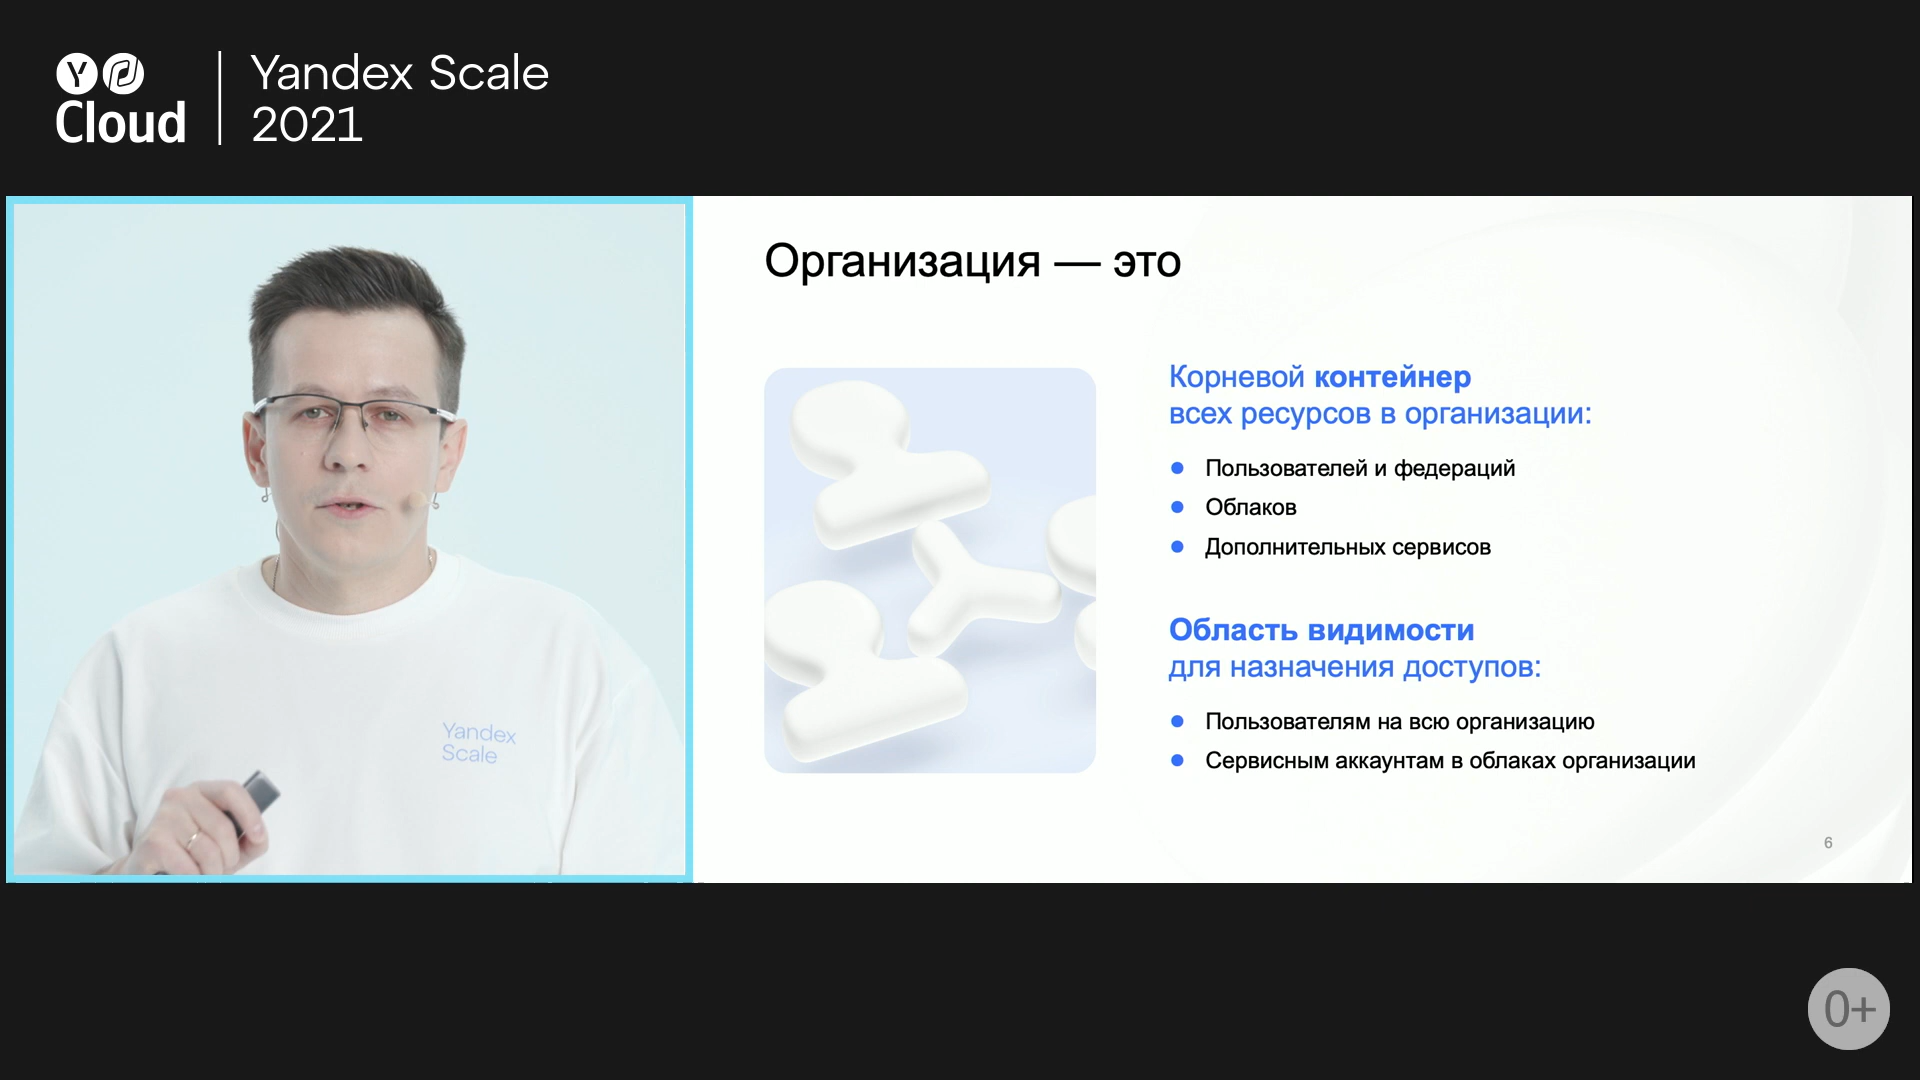 Cloud
Yandex Scale
2021
Организация — это
Корневой контейнер
всех ресурсов в организации:
Пользователей и федераций
Облаков
Дополнительных сервисов
Область видимости
для назначения доступов:
Пользователям на всю организацию
Сервисным аккаунтам в облаках организации
Yandex
Scale
6
0+